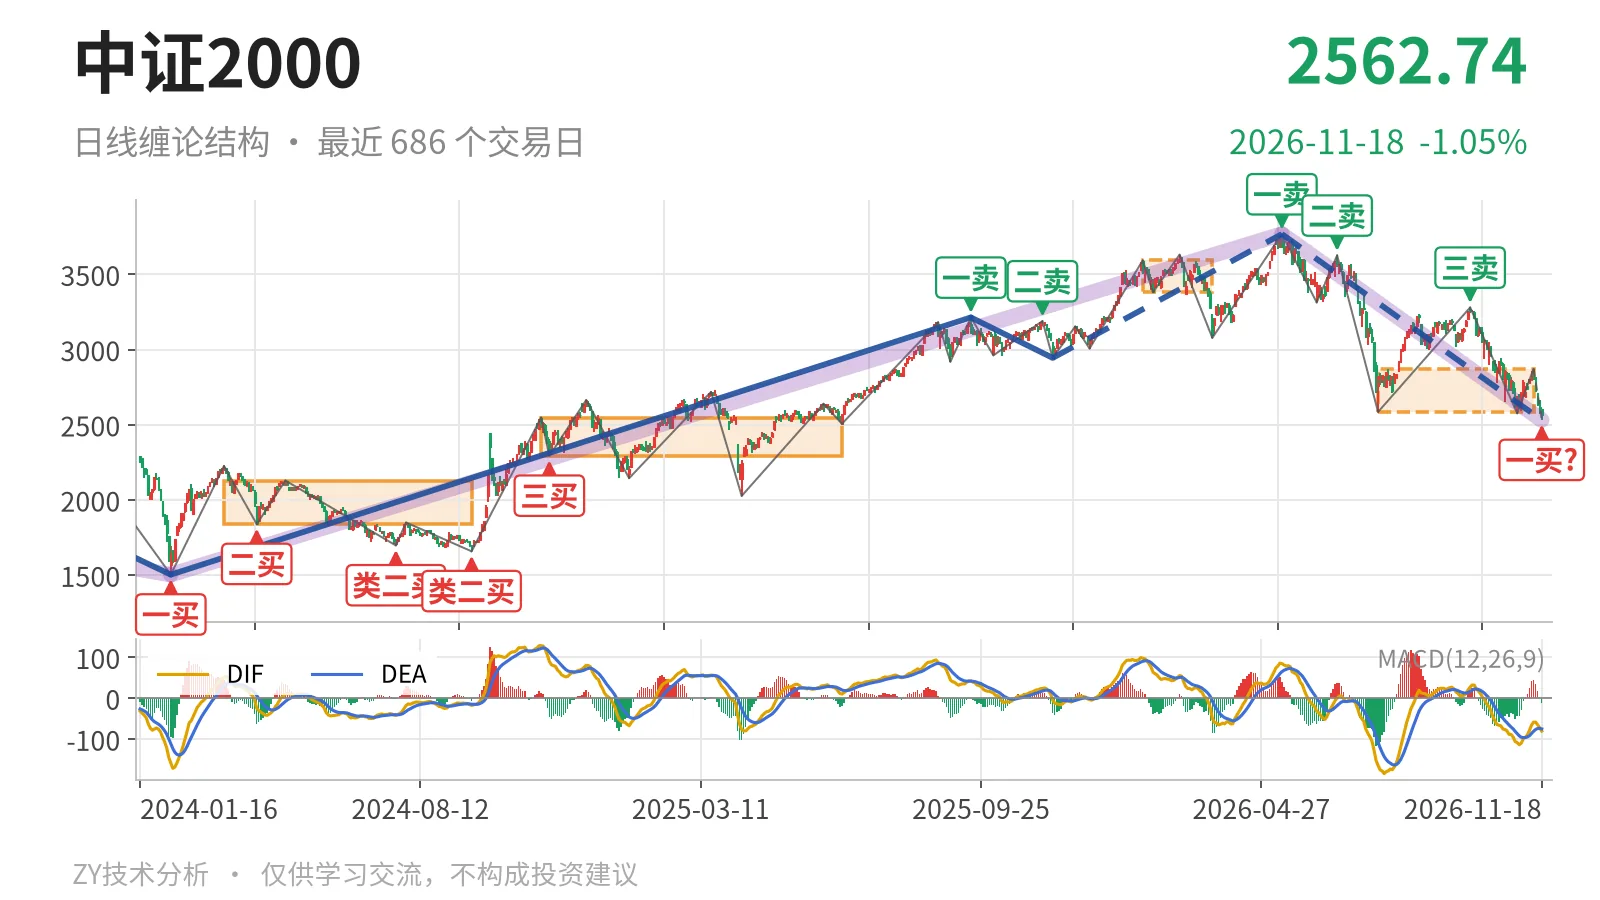 中证2000
2562.74
日线缠论结构 · 最近 686 个交易日
2026-11-18 -1.05%
一卖
二卖
一卖
二卖
三卖
3500
3000
2500
2000
1500
一买?
三买
二买
类二买
类二买
一买
100
0
-100
DIF
DEA
MACD(12,26,9)
2024-01-16
2024-08-12
2025-03-11
2025-09-25
2026-04-27
2026-11-18
ZY技术分析 · 仅供学习交流，不构成投资建议